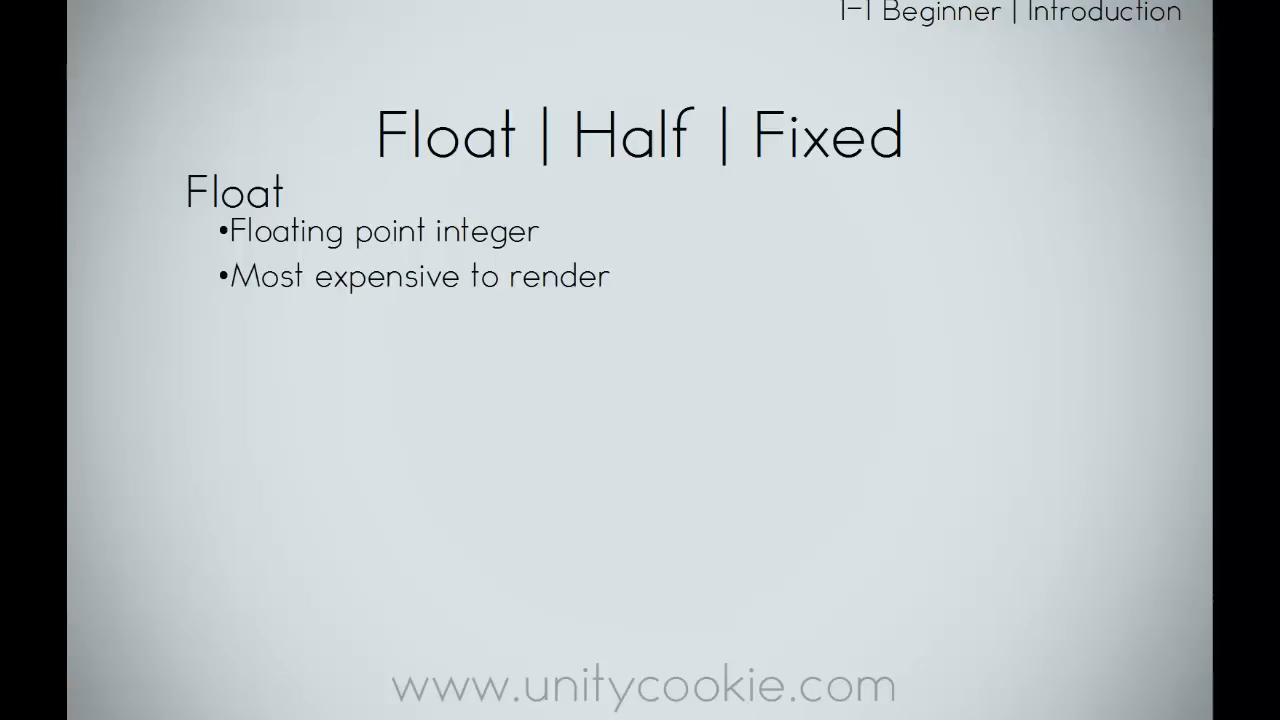 1-1 Beginner | Introduction
Float | Half | Fixed
Float
•Floating point integer
•Most expensive to render
www.unitycookie.com